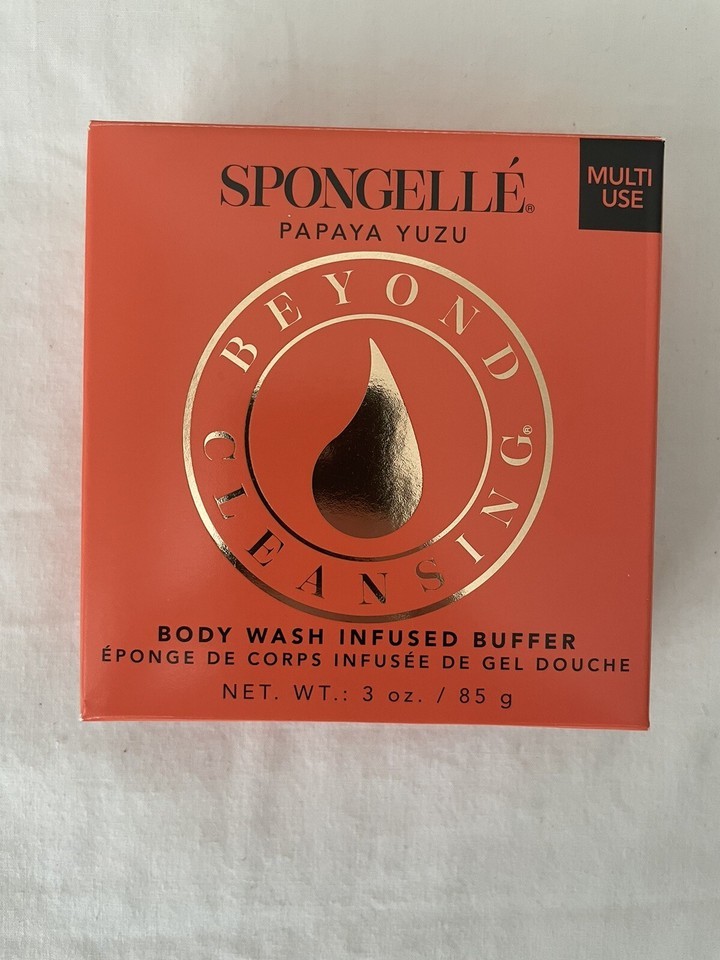 SPONGELLÉ®
MULTI
USE
PAPAYA YUZU
BEYOND
CLEANSING®
BODY WASH INFUSED BUFFER
ÉPONGE DE CORPS INFUSÉE DE GEL DOUCHE
NET. WT.: 3 oz. / 85 g